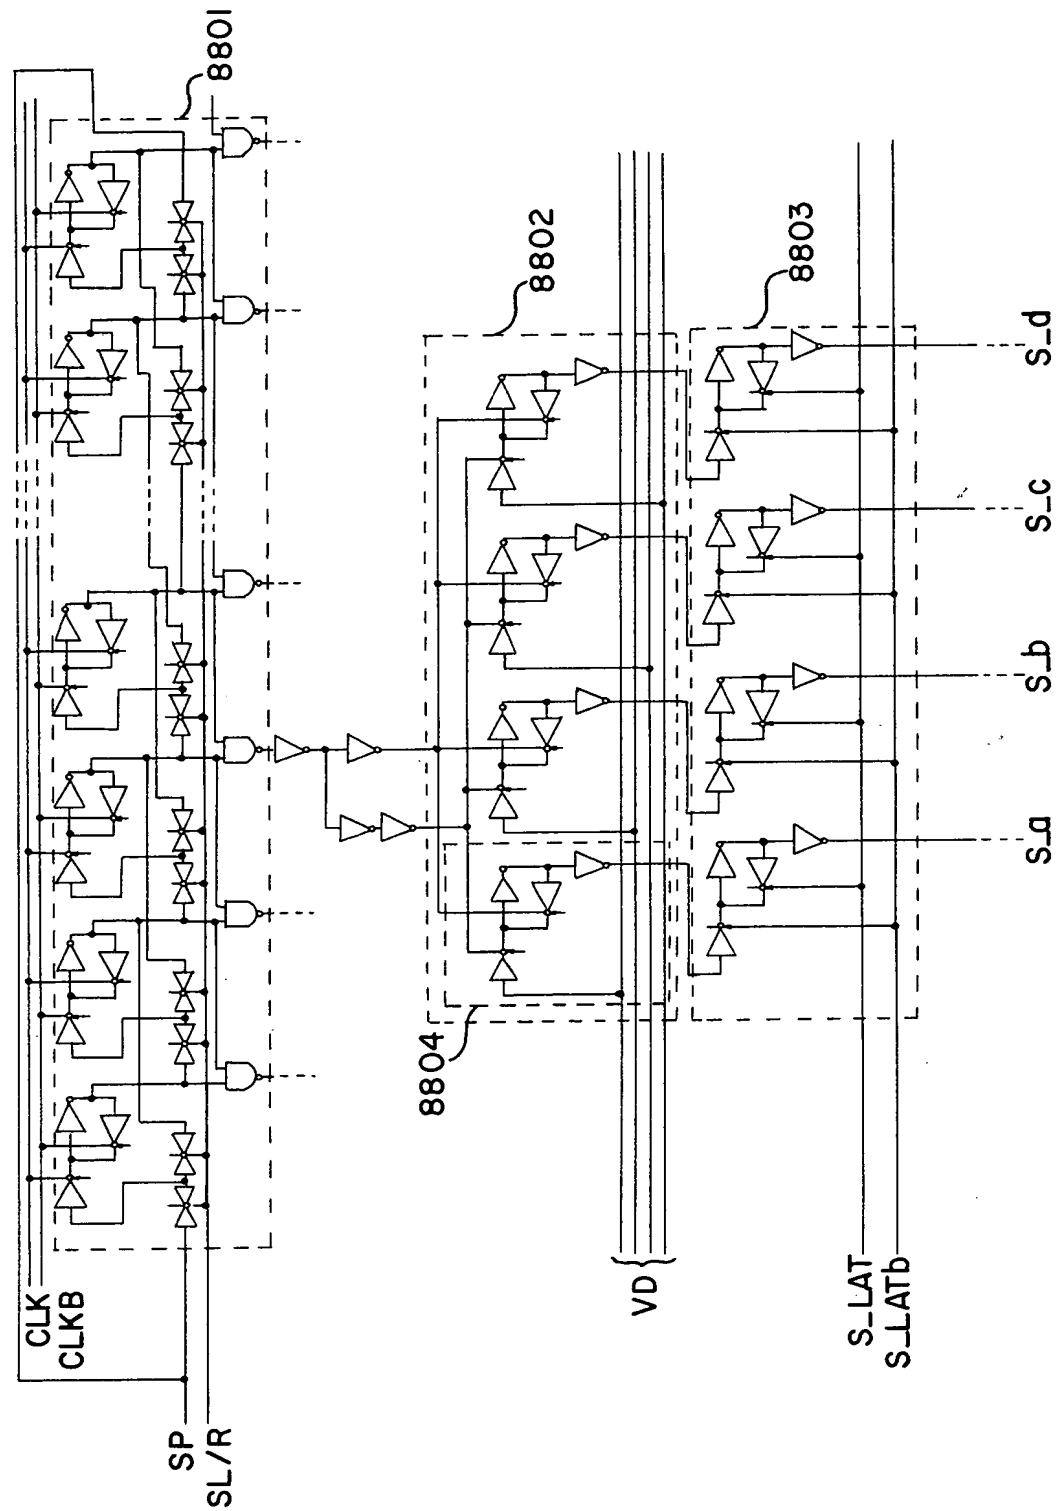 CLK
CLKB
SP
SL/R
8801
8802
8804
VD
8803
S_LAT
S_LATb
S_a
S_b
S_c
S_d